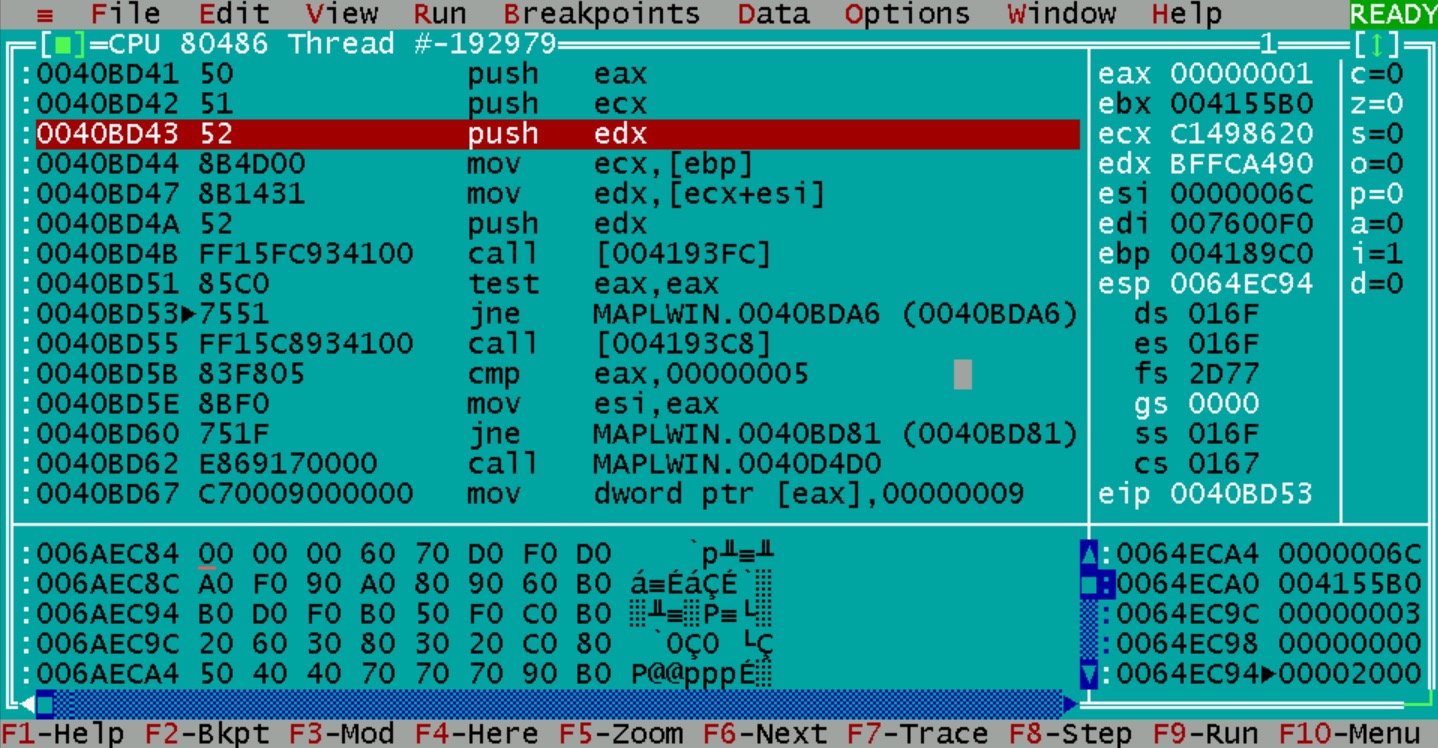 ≡ File Edit View Run Breakpoints Data Options Window Help READY
[■]=CPU 80486 Thread #-192979 1 [↕]
:0040BD41 50 push eax eax 00000001 c=0
:0040BD42 51 push ecx ebx 004155B0 z=0
:0040BD43 52 push edx ecx C1498620 s=0
:0040BD44 8B4D00 mov ecx,[ebp] edx BFFCA490 o=0
:0040BD47 8B1431 mov edx,[ecx+esi] esi 0000006C p=0
:0040BD4A 52 push edx edi 007600F0 a=0
:0040BD4B FF15FC934100 call [004193FC] ebp 004189C0 i=1
:0040BD51 85C0 test eax,eax esp 0064EC94 d=0
:0040BD53►7551 jne MAPLWIN.0040BDA6 (0040BDA6) ds 016F
:0040BD55 FF15C8934100 call [004193C8] es 016F
:0040BD5B 83F805 cmp eax,00000005 fs 2D77
:0040BD5E 8BF0 mov esi,eax gs 0000
:0040BD60 751F jne MAPLWIN.0040BD81 (0040BD81) ss 016F
:0040BD62 E869170000 call MAPLWIN.0040D4D0 cs 0167
:0040BD67 C70009000000 mov dword ptr [eax],00000009 eip 0040BD53
:006AEC84 00 00 00 60 70 D0 F0 D0 `p╨≡╨ :0064ECA4 0000006C
:006AEC8C A0 F0 90 A0 80 90 60 B0 á≡ÉáÇÉ`░ :0064ECA0 004155B0
:006AEC94 B0 D0 F0 B0 50 F0 C0 B0 ░╨≡░P≡└░ :0064EC9C 00000003
:006AEC9C 20 60 30 80 30 20 C0 80 `0Ç0 └Ç :0064EC98 00000000
:006AECA4 50 40 40 70 70 70 90 B0 P@@pppÉ░ :0064EC94►00002000
F1-Help F2-Bkpt F3-Mod F4-Here F5-Zoom F6-Next F7-Trace F8-Step F9-Run F10-Menu